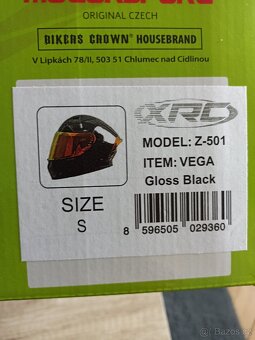 ORIGINAL CZECH
BIKERS CROWN® HOUSEBRAND
V Lipkách 78/II, 503 51 Chlumec nad Cidlinou
XRC
MODEL: Z-501
ITEM: VEGA
Gloss Black
SIZE
S
8 596505 029360